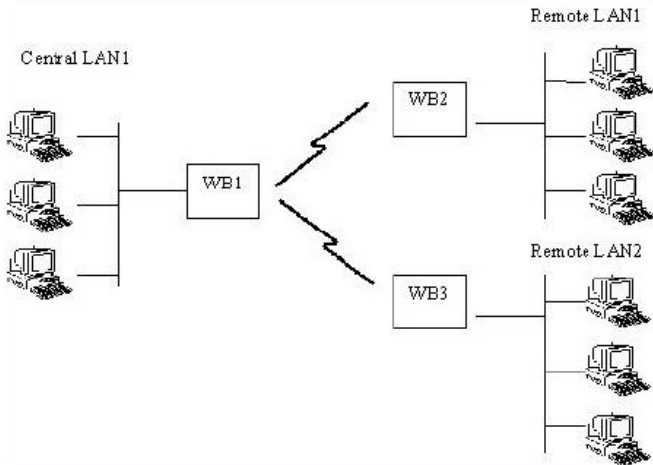 Remote LAN1
Central LAN1
WB2
WB1
Remote LAN2
WB3